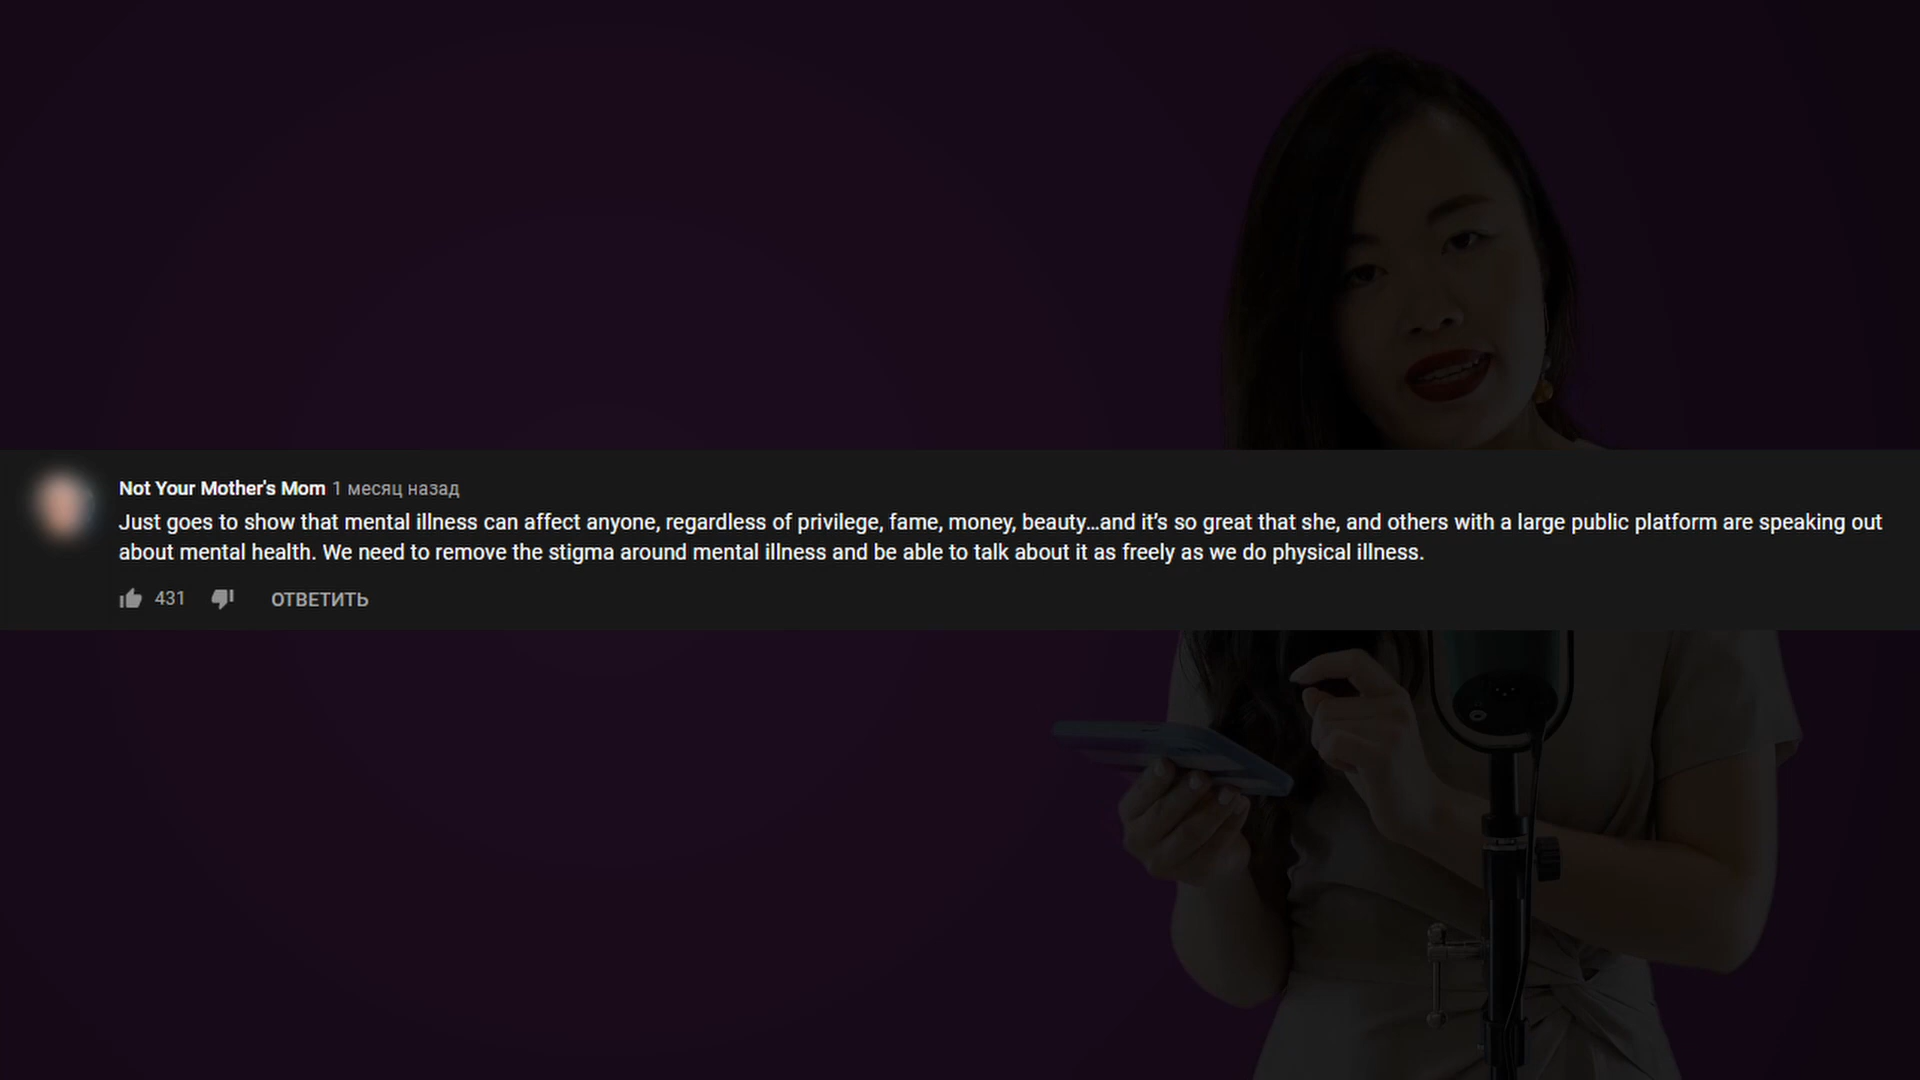 Not Your Mother's Mom 1 месяц назад
Just goes to show that mental illness can affect anyone, regardless of privilege, fame, money, beauty…and it’s so great that she, and others with a large public platform are speaking out
about mental health. We need to remove the stigma around mental illness and be able to talk about it as freely as we do physical illness.
431 ОТВЕТИТЬ